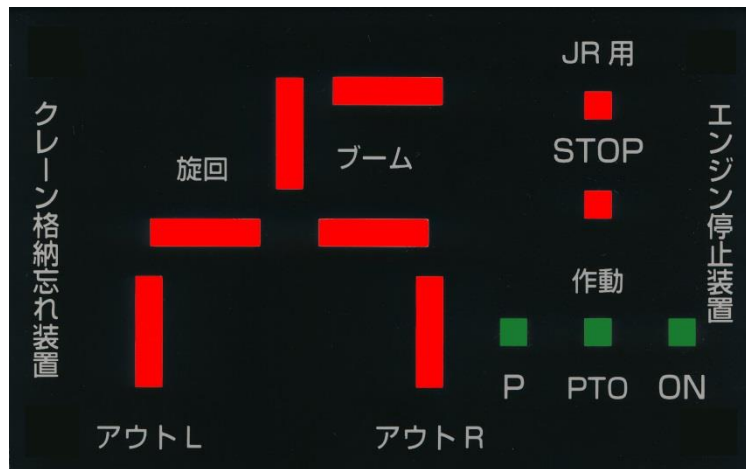 クレーン格納忘れ装置
旋回
ブーム
アウトL
アウトR
JR用
STOP
作動
P
PTO
ON
エンジン停止装置